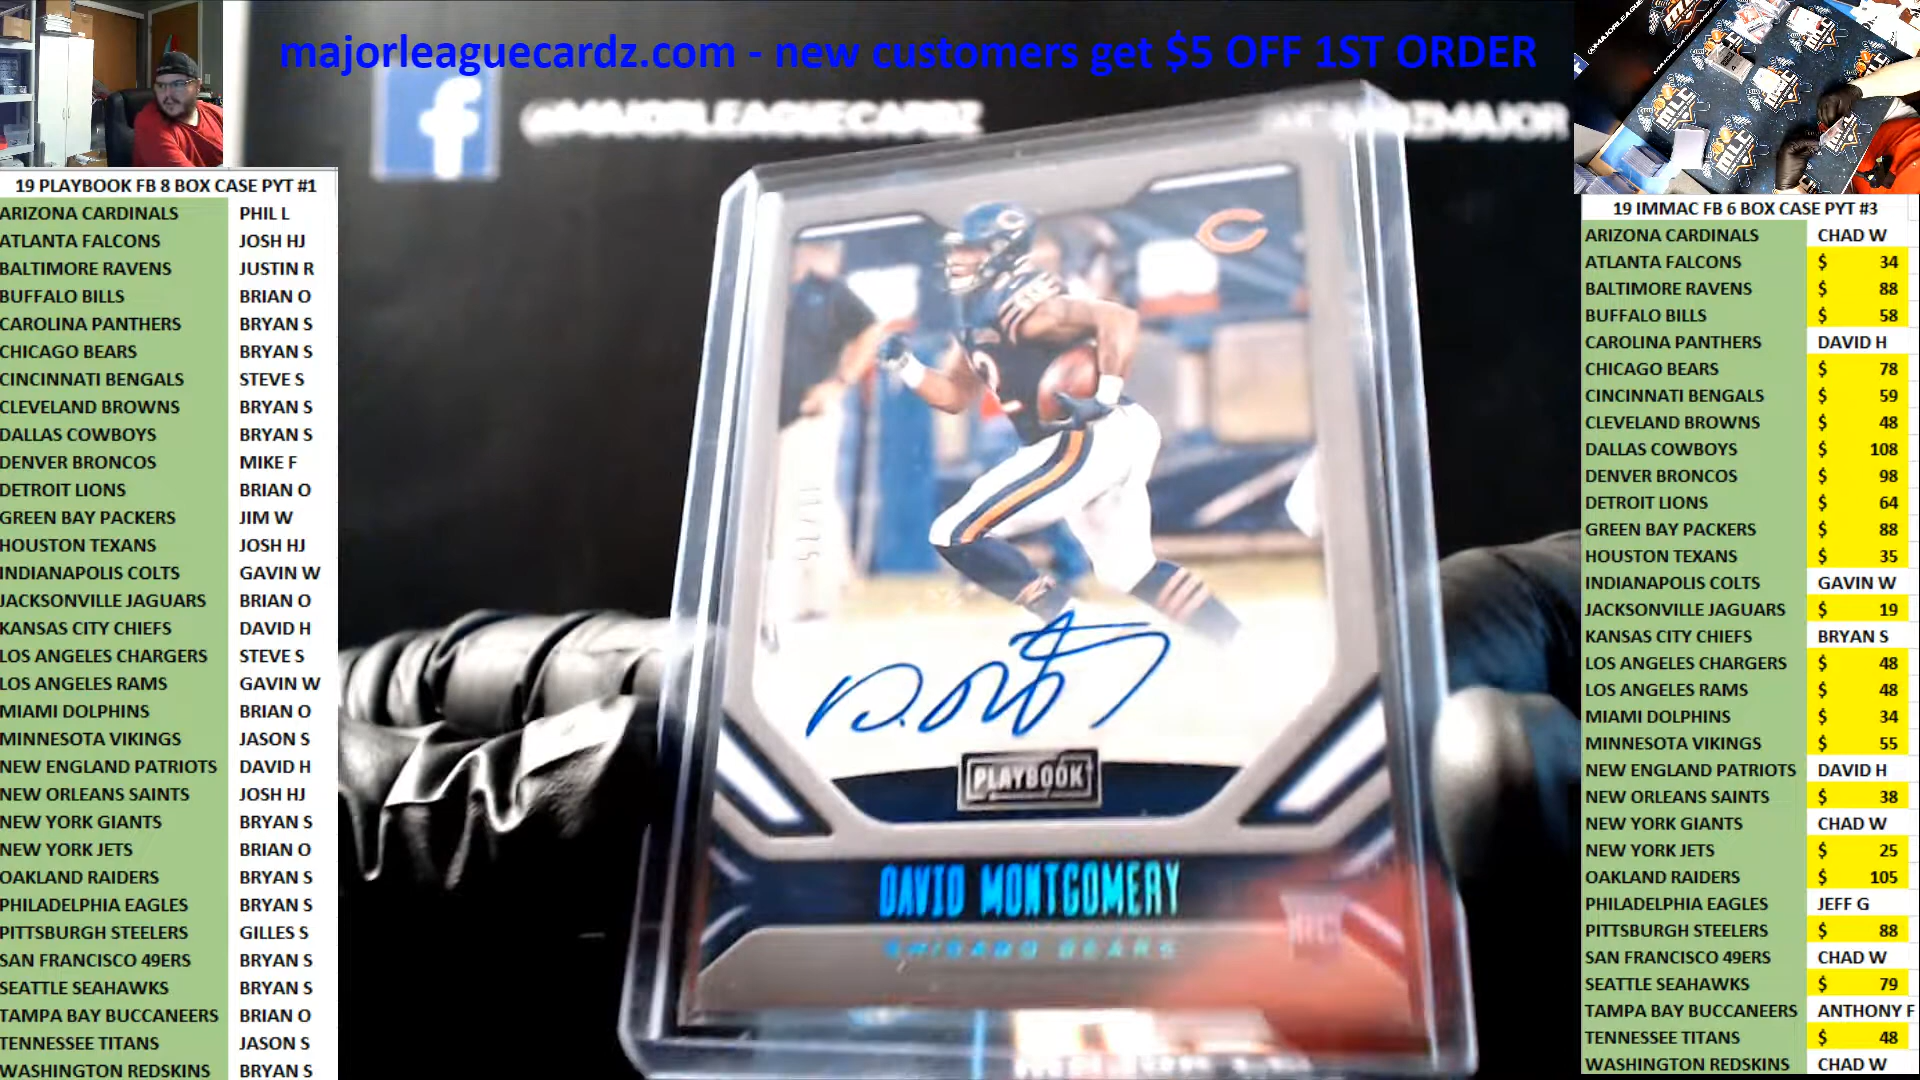 majorleaguecardz.com - new customers get $5 OFF 1ST ORDER
f @MAJORLEAGUECARDZ
19 PLAYBOOK FB 8 BOX CASE PYT #1
ARIZONA CARDINALS PHIL L
ATLANTA FALCONS JOSH HJ
BALTIMORE RAVENS JUSTIN R
BUFFALO BILLS BRIAN O
CAROLINA PANTHERS BRYAN S
CHICAGO BEARS BRYAN S
CINCINNATI BENGALS STEVE S
CLEVELAND BROWNS BRYAN S
DALLAS COWBOYS BRYAN S
DENVER BRONCOS MIKE F
DETROIT LIONS BRIAN O
GREEN BAY PACKERS JIM W
HOUSTON TEXANS JOSH HJ
INDIANAPOLIS COLTS GAVIN W
JACKSONVILLE JAGUARS BRIAN O
KANSAS CITY CHIEFS DAVID H
LOS ANGELES CHARGERS STEVE S
LOS ANGELES RAMS GAVIN W
MIAMI DOLPHINS BRIAN O
MINNESOTA VIKINGS JASON S
NEW ENGLAND PATRIOTS DAVID H
NEW ORLEANS SAINTS JOSH HJ
NEW YORK GIANTS BRYAN S
NEW YORK JETS BRIAN O
OAKLAND RAIDERS BRYAN S
PHILADELPHIA EAGLES BRYAN S
PITTSBURGH STEELERS GILLES S
SAN FRANCISCO 49ERS BRYAN S
SEATTLE SEAHAWKS BRYAN S
TAMPA BAY BUCCANEERS BRIAN O
TENNESSEE TITANS JASON S
WASHINGTON REDSKINS BRYAN S
PLAYBOOK
DAVID MONTGOMERY
CHICAGO BEARS
19 IMMAC FB 6 BOX CASE PYT #3
ARIZONA CARDINALS CHAD W
ATLANTA FALCONS $ 34
BALTIMORE RAVENS $ 88
BUFFALO BILLS $ 58
CAROLINA PANTHERS DAVID H
CHICAGO BEARS $ 78
CINCINNATI BENGALS $ 59
CLEVELAND BROWNS $ 48
DALLAS COWBOYS $ 108
DENVER BRONCOS $ 98
DETROIT LIONS $ 64
GREEN BAY PACKERS $ 88
HOUSTON TEXANS $ 35
INDIANAPOLIS COLTS GAVIN W
JACKSONVILLE JAGUARS $ 19
KANSAS CITY CHIEFS BRYAN S
LOS ANGELES CHARGERS $ 48
LOS ANGELES RAMS $ 48
MIAMI DOLPHINS $ 34
MINNESOTA VIKINGS $ 55
NEW ENGLAND PATRIOTS DAVID H
NEW ORLEANS SAINTS $ 38
NEW YORK GIANTS CHAD W
NEW YORK JETS $ 25
OAKLAND RAIDERS $ 105
PHILADELPHIA EAGLES JEFF G
PITTSBURGH STEELERS $ 88
SAN FRANCISCO 49ERS CHAD W
SEATTLE SEAHAWKS $ 79
TAMPA BAY BUCCANEERS ANTHONY F
TENNESSEE TITANS $ 48
WASHINGTON REDSKINS CHAD W